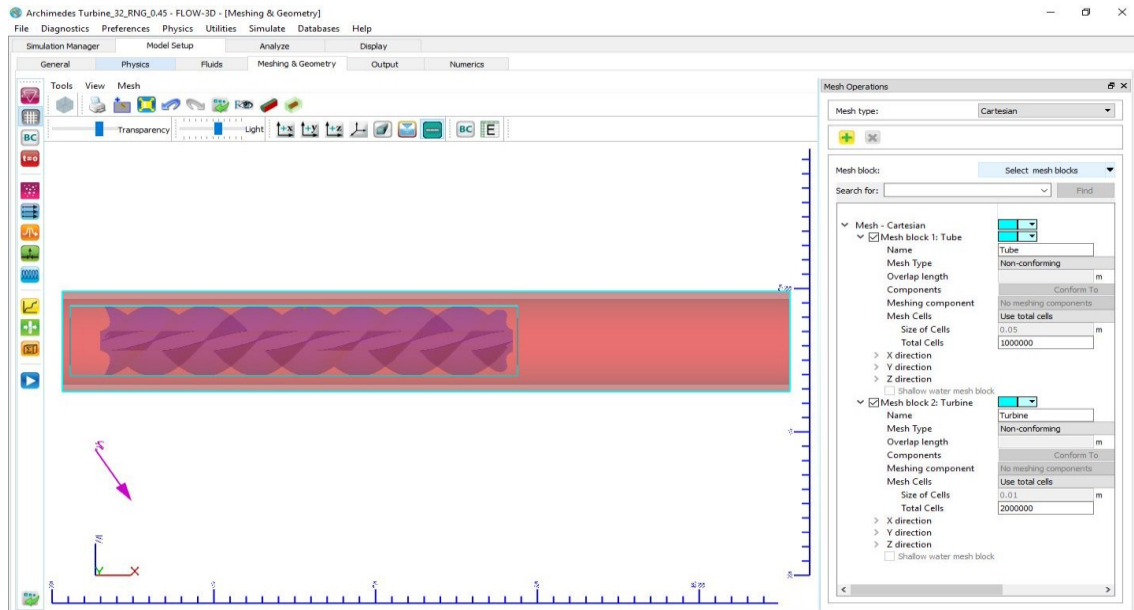 Archimedes Turbine_32_RNG_0.45 - FLOW-3D - [Meshing & Geometry]
File Diagnostics Preferences Physics Utilities Simulate Databases Help
Simulation Manager Model Setup Analyze Display
General Physics Fluids Meshing & Geometry Output Numerics
Tools View Mesh
Transparency Light +x +y +z BC E
BC
t=0
Mesh Operations
Mesh type: Cartesian
Mesh block: Select mesh blocks
Search for: Find
Mesh - Cartesian
Mesh block 1: Tube
Name Tube
Mesh Type Non-conforming
Overlap length m
Components Conform To
Meshing component No meshing components
Mesh Cells Use total cells
Size of Cells 0.05 m
Total Cells 1000000
X direction
Y direction
Z direction
Shallow water mesh block
Mesh block 2: Turbine
Name Turbine
Mesh Type Non-conforming
Overlap length m
Components Conform To
Meshing component No meshing components
Mesh Cells Use total cells
Size of Cells 0.01 m
Total Cells 2000000
X direction
Y direction
Z direction
Shallow water mesh block